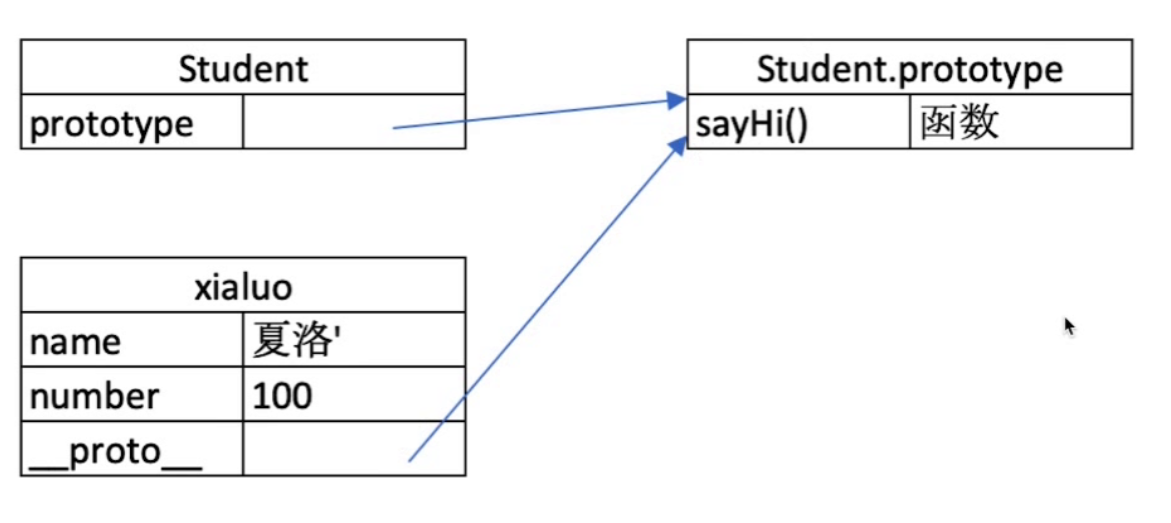 Student
prototype
Student.prototype
sayHi() 函数
xialuo
name 夏洛'
number 100
__proto__